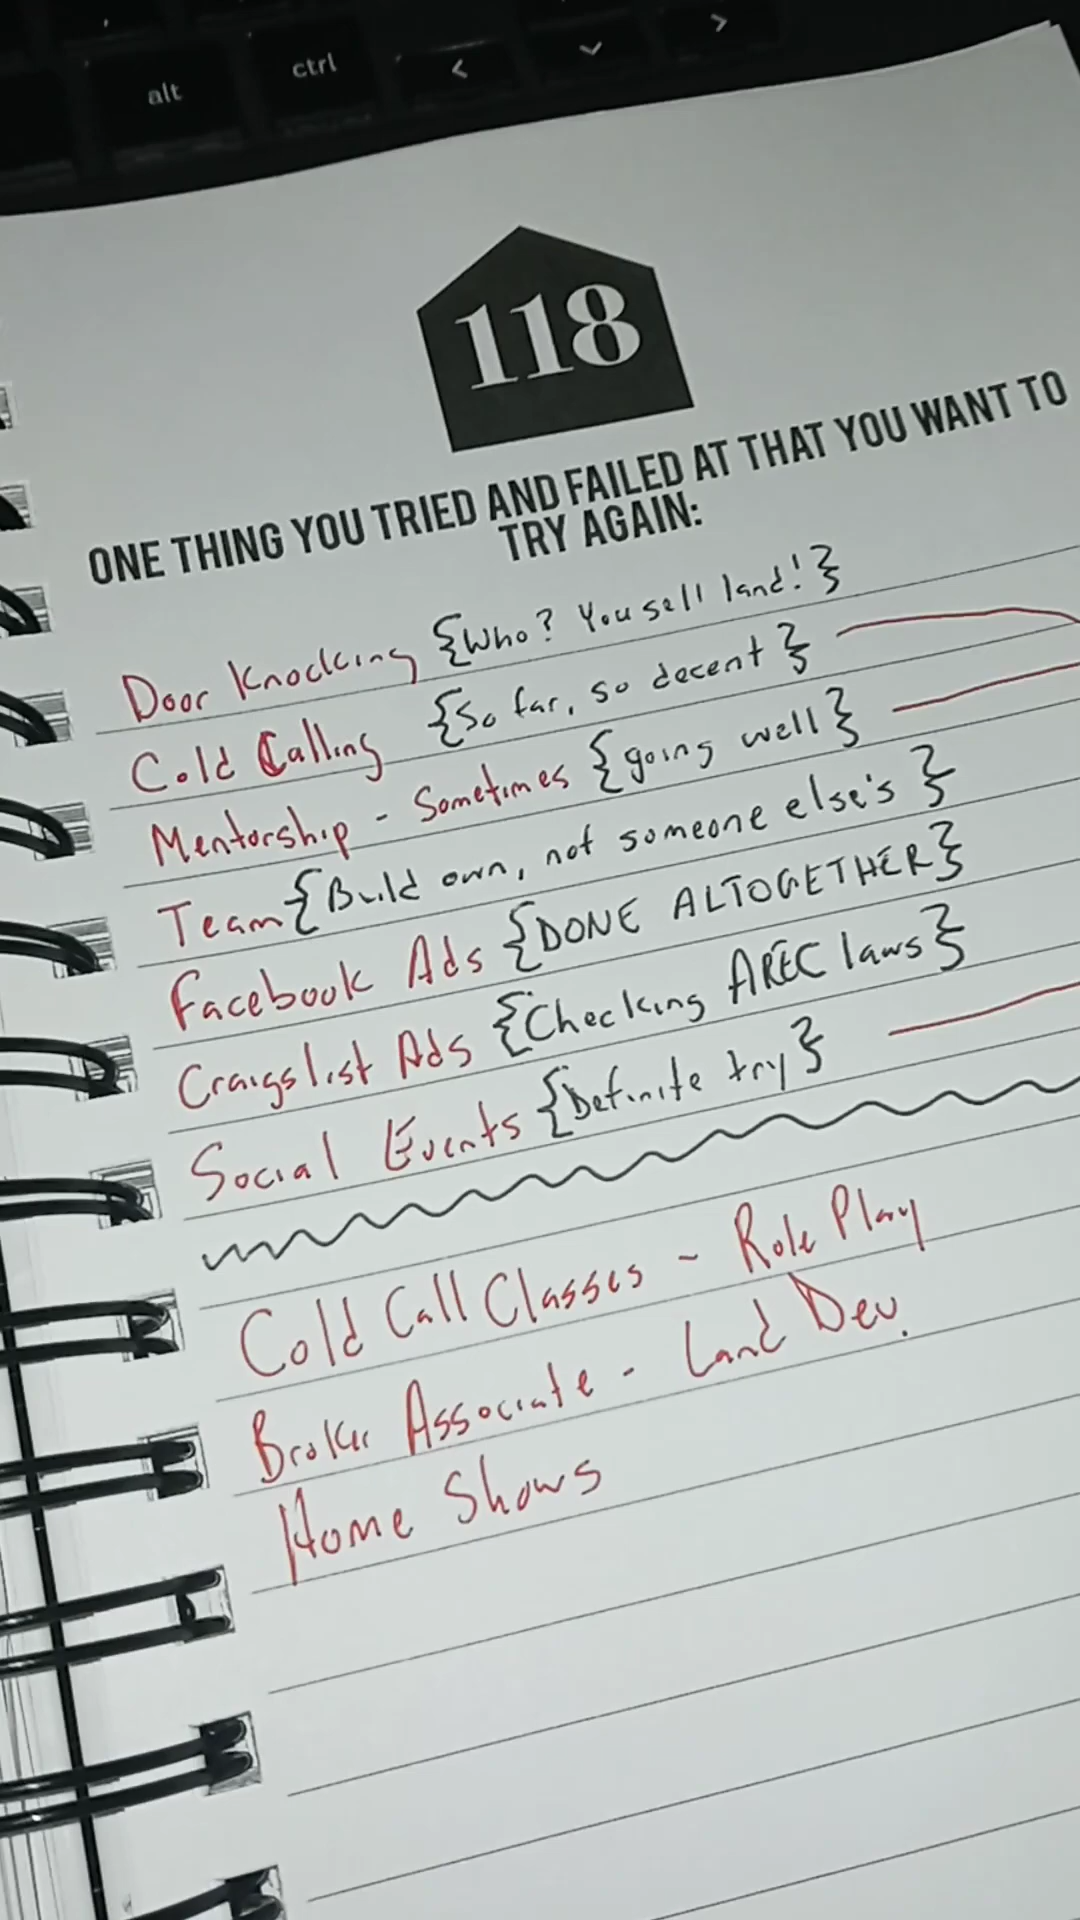 alt ctrl < ⌄ >
118
ONE THING YOU TRIED AND FAILED AT THAT YOU WANT TO
TRY AGAIN:
Door Knocking {Who? You sell land!}
Cold Calling {So far, so decent}
Mentorship - Sometimes {going well}
Team {Build own, not someone else's}
Facebook Ads {DONE ALTOGETHER}
Craigslist Ads {Checking AREC laws}
Social Events {Definite try}
Cold Call Classes ~ Role Play
Broker Associate - Land Dev.
Home Shows